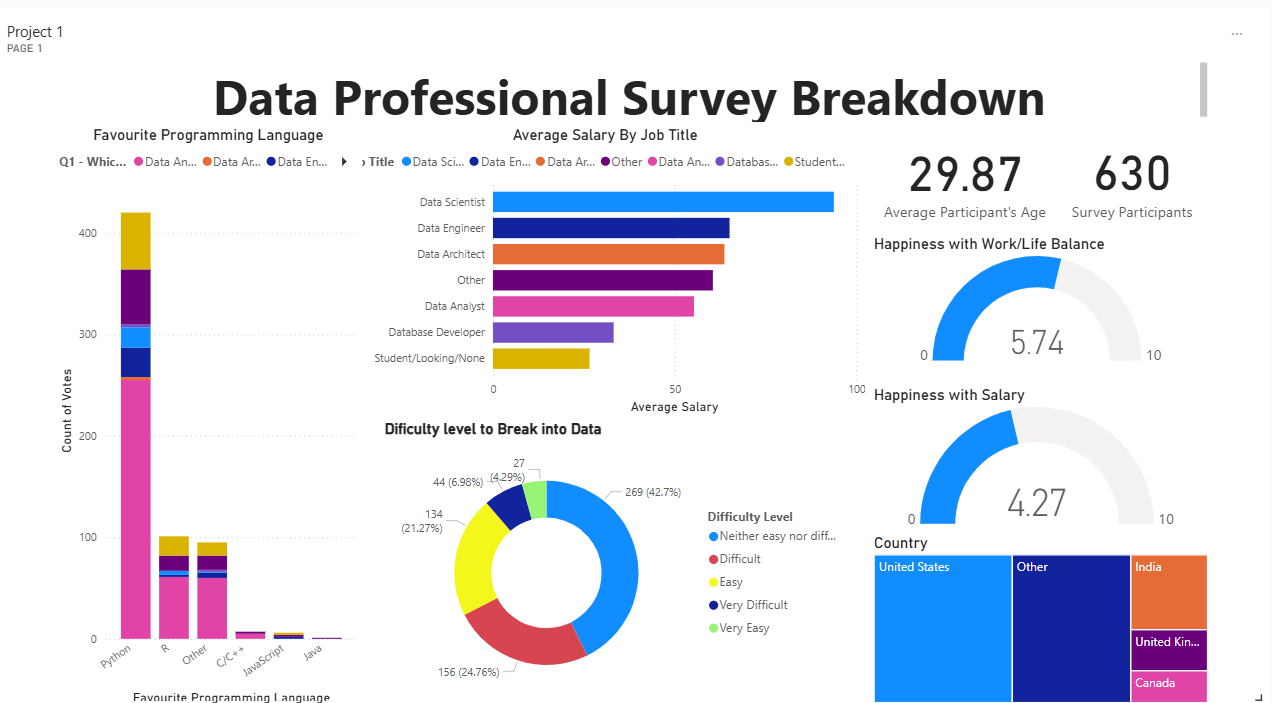 Project 1
PAGE 1
...
Data Professional Survey Breakdown
Favourite Programming Language
Q1 - Whic... Data An... Data Ar... Data En...
400
300
200
100
0
Count of Votes
Python
R
Other
C/C++
JavaScript
Java
Favourite Programming Language
Average Salary By Job Title
Title Data Sci... Data En... Data Ar... Other Data An... Databas... Student...
Data Scientist
Data Engineer
Data Architect
Other
Data Analyst
Database Developer
Student/Looking/None
0 50 100
Average Salary
Dificulty level to Break into Data
27
(4.29%)
44 (6.98%)
134
(21.27%)
269 (42.7%)
156 (24.76%)
Difficulty Level
Neither easy nor diff...
Difficult
Easy
Very Difficult
Very Easy
29.87
Average Participant's Age
630
Survey Participants
Happiness with Work/Life Balance
5.74
0 10
Happiness with Salary
4.27
0 10
Country
United States
Other
India
United Kin...
Canada